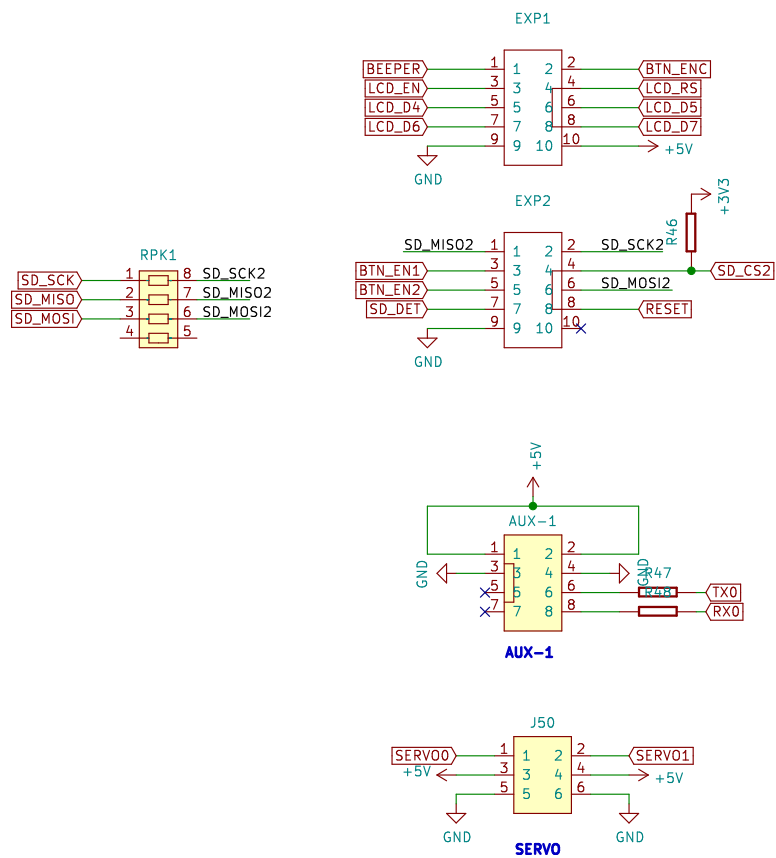 EXP1
BEEPER 1 1 2 2 BTN_ENC
LCD_EN 3 3 4 4 LCD_RS
LCD_D4 5 5 6 6 LCD_D5
LCD_D6 7 7 8 8 LCD_D7
9 9 10 10 +5V
GND
EXP2
R46
+3V3
SD_MISO2 1 1 2 2 SD_SCK2
BTN_EN1 3 3 4 4 SD_CS2
BTN_EN2 5 5 6 6 SD_MOSI2
SD_DET 7 7 8 8 RESET
9 9 10 10
GND
RPK1
SD_SCK 1 8 SD_SCK2
SD_MISO 2 7 SD_MISO2
SD_MOSI 3 6 SD_MOSI2
4 5
+5V
AUX-1
1 1 2 2
GND 3 3 4 4 GND
R47
5 5 6 6 TX0
R48
7 7 8 8 RX0
AUX-1
J50
SERVO0 1 1 2 2 SERVO1
+5V 3 3 4 4 +5V
5 5 6 6
GND GND
SERVO